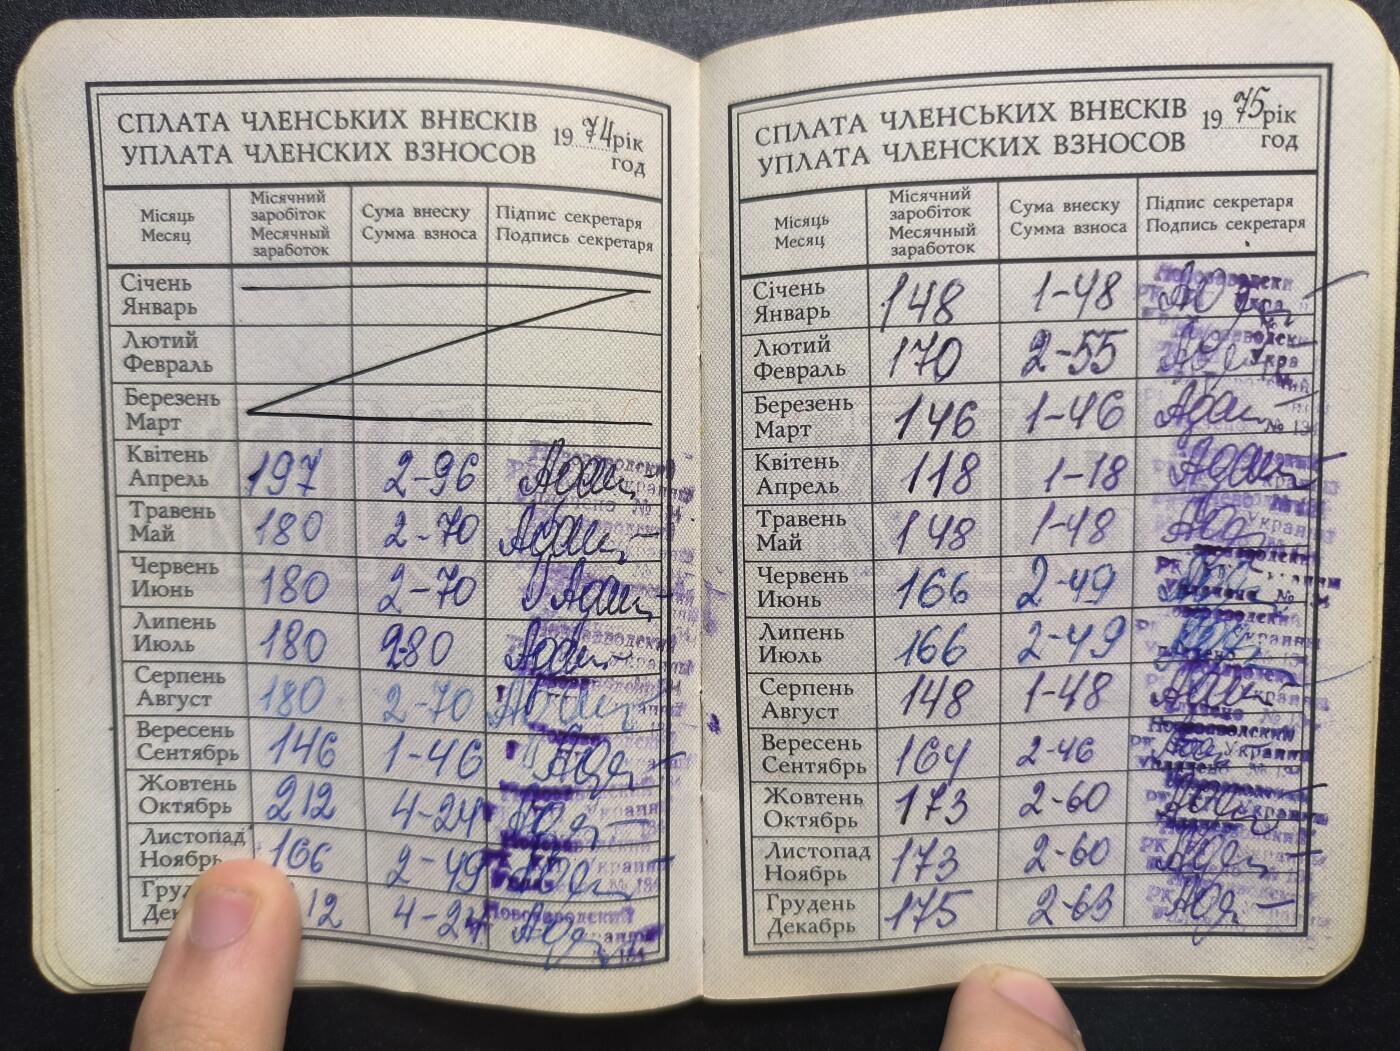 СПЛАТА ЧЛЕНСЬКИХ ВНЕСКІВ 1974 рік
УПЛАТА ЧЛЕНСКИХ ВЗНОСОВ год
Місяць
Месяц
Місячний
заробіток
Месячный
заработок
Сума внеску
Сумма взноса
Підпис секретаря
Подпись секретаря
Січень
Январь
Лютий
Февраль
Березень
Март
Квітень
Апрель 197 2-96
Травень
Май 180 2-70
Червень
Июнь 180 2-70
Липень
Июль 180 280
Серпень
Август 180 2-70
Вересень
Сентябрь 146 1-46
Жовтень
Октябрь 212 4-24
Листопад
Ноябрь 166 2-49
12 4-24
Новозаводский
СПЛАТА ЧЛЕНСЬКИХ ВНЕСКІВ 1975 рік
УПЛАТА ЧЛЕНСКИХ ВЗНОСОВ год
Місяць
Месяц
Місячний
заробіток
Месячный
заработок
Сума внеску
Сумма взноса
Підпис секретаря
Подпись секретаря
Січень
Январь 148 1-48
Лютий
Февраль 170 2-55
Березень
Март 146 1-46
Квітень
Апрель 118 1-18
Травень
Май 148 1-48
Червень
Июнь 166 2-49
Липень
Июль 166 2-49
Серпень
Август 148 1-48
Вересень
Сентябрь 164 2-46
Жовтень
Октябрь 173 2-60
Листопад
Ноябрь 173 2-60
Грудень
Декабрь 175 2-63